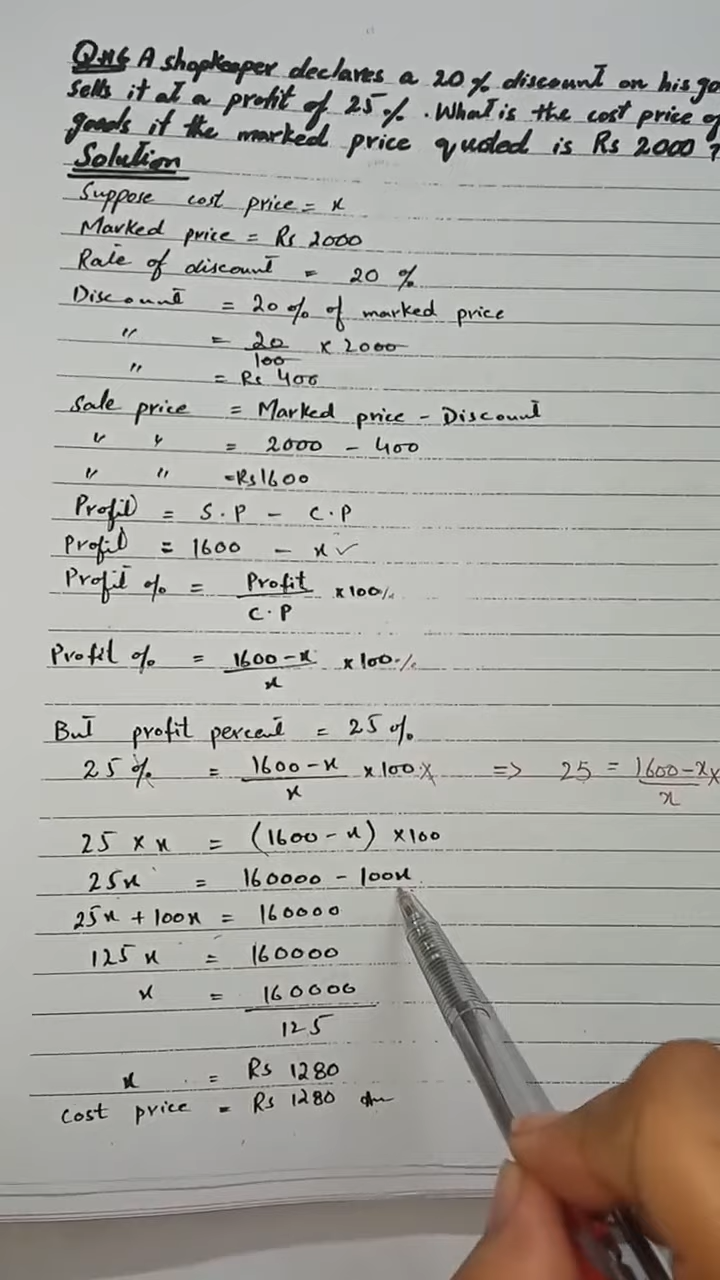 Q#16 A shopkeeper declares a 20% discount on his go
sells it at a profit of 25%. What is the cost price of
goods if the marked price quoted is Rs 2000?
Solution
Suppose cost price = x
Marked price = Rs 2000
Rate of discount = 20 %
Discount = 20% of marked price
" = 20/100 x 2000
" = Rs 400
Sale price = Marked price - Discount
" " = 2000 - 400
" " = Rs 1600
Profit = S.P - C.P
Profit = 1600 - x ✓
Profit % = Profit/C.P x 100%
Profit % = 1600-x/x x 100%
But profit percent = 25%
25% = 1600-x/x x 100% => 25 = 1600-x/x x
25 x x = (1600 - x) x 100
25x = 160000 - 100x
25x + 100x = 160000
125 x = 160000
x = 160000/125
x = Rs 1280
Cost price = Rs 1280